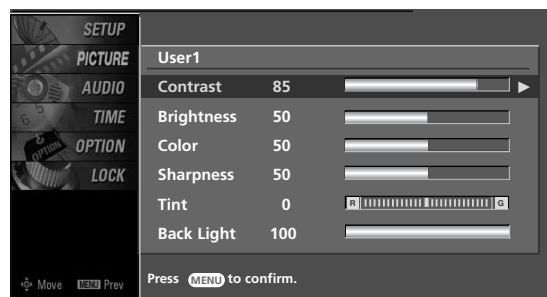 SETUP
PICTURE
AUDIO
TIME
OPTION
LOCK
Move MENU Prev
User1
Contrast 85
Brightness 50
Color 50
Sharpness 50
Tint 0 R G
Back Light 100
Press MENU to confirm.